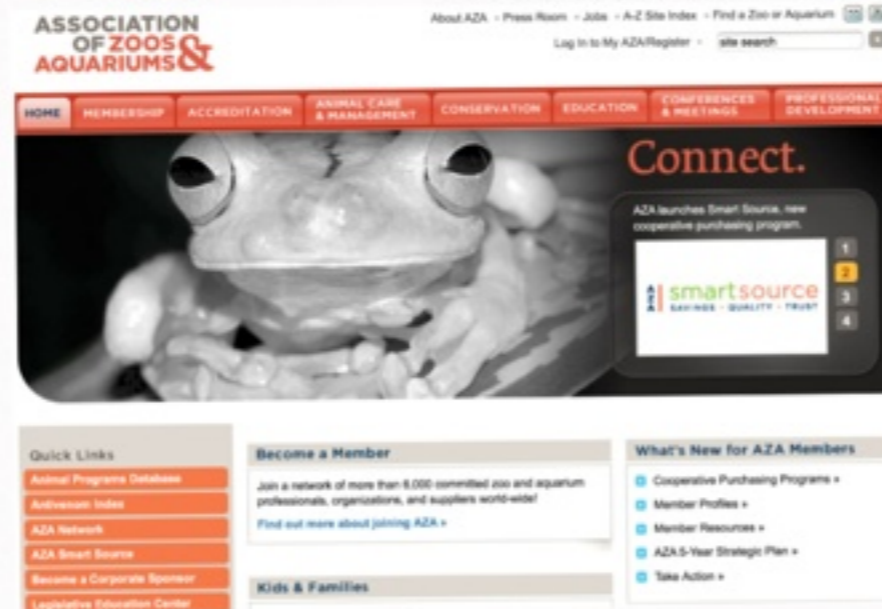 ASSOCIATION
OF ZOOS &
AQUARIUMS
About AZA - Press Room - Jobs - A-Z Site Index - Find a Zoo or Aquarium
Log In to My AZA/Register - site search
HOME
MEMBERSHIP
ACCREDITATION
ANIMAL CARE
& MANAGEMENT
CONSERVATION
EDUCATION
CONFERENCES
& MEETINGS
PROFESSIONAL
DEVELOPMENT
Connect.
AZA launches Smart Source, new
cooperative purchasing program.
AZA smartsource
SAVINGS - QUALITY - TRUST
1
2
3
4
Quick Links
Animal Programs Database
Antivenom Index
AZA Network
AZA Smart Source
Become a Corporate Sponsor
Legislative Education Center
Become a Member
Join a network of more than 6,000 committed zoo and aquarium
professionals, organizations, and suppliers world-wide!
Find out more about joining AZA »
Kids & Families
What's New for AZA Members
Cooperative Purchasing Programs »
Member Profiles »
Member Resources »
AZA 5-Year Strategic Plan »
Take Action »